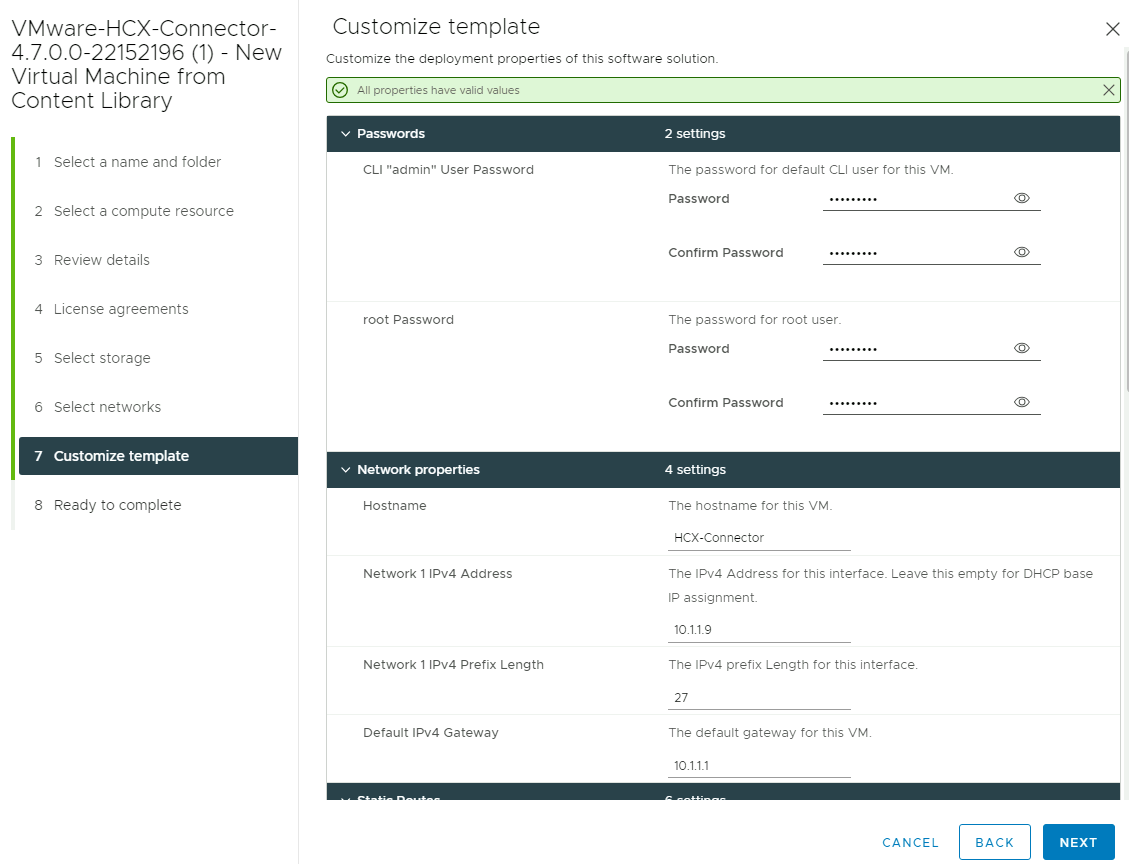 VMware-HCX-Connector-
4.7.0.0-22152196 (1) - New
Virtual Machine from
Content Library
1 Select a name and folder
2 Select a compute resource
3 Review details
4 License agreements
5 Select storage
6 Select networks
7 Customize template
8 Ready to complete
Customize template
Customize the deployment properties of this software solution.
All properties have valid values
Passwords 2 settings
CLI "admin" User Password The password for default CLI user for this VM.
Password •••••••••
Confirm Password •••••••••
root Password The password for root user.
Password •••••••••
Confirm Password •••••••••
Network properties 4 settings
Hostname The hostname for this VM.
HCX-Connector
Network 1 IPv4 Address The IPv4 Address for this interface. Leave this empty for DHCP base
IP assignment.
10.1.1.9
Network 1 IPv4 Prefix Length The IPv4 prefix Length for this interface.
27
Default IPv4 Gateway The default gateway for this VM.
10.1.1.1
Static Routes 6 settings
CANCEL BACK NEXT